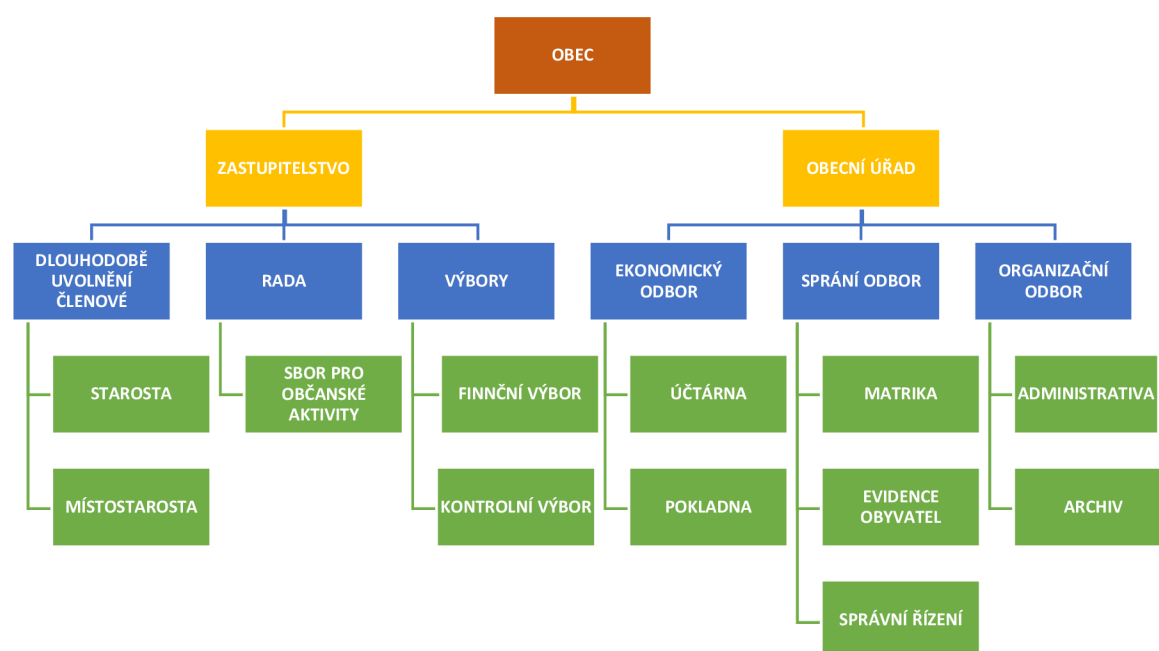 OBEC
ZASTUPITELSTVO
OBECNÍ ÚŘAD
DLOUHODOBĚ
UVOLNĚNÍ
ČLENOVÉ
RADA
VÝBORY
EKONOMICKÝ
ODBOR
SPRÁNÍ ODBOR
ORGANIZAČNÍ
ODBOR
STAROSTA
SBOR PRO
OBČANSKÉ
AKTIVITY
FINNČNÍ VÝBOR
ÚČTÁRNA
MATRIKA
ADMINISTRATIVA
MÍSTOSTAROSTA
KONTROLNÍ VÝBOR
POKLADNA
EVIDENCE
OBYVATEL
ARCHIV
SPRÁVNÍ ŘÍZENÍ